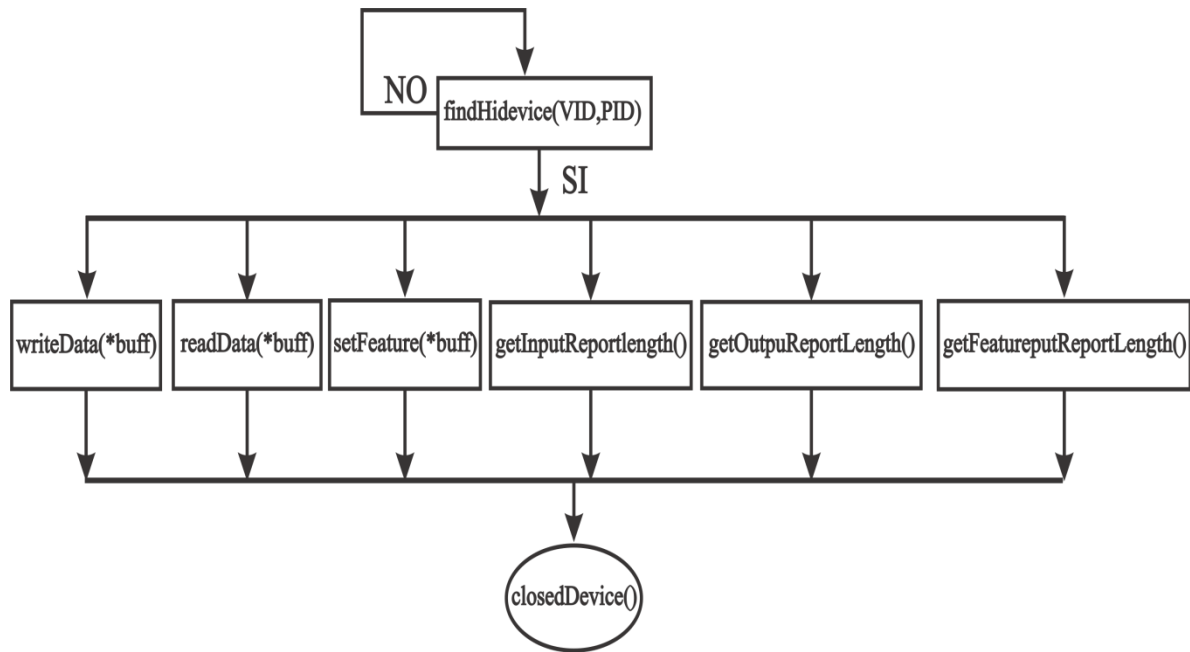 NO
findHidevice(VID,PID)
SI
writeData(*buff)
readData(*buff)
setFeature(*buff)
getInputReportlength()
getOutpuReportLength()
getFeatureputReportLength()
closedDevice()